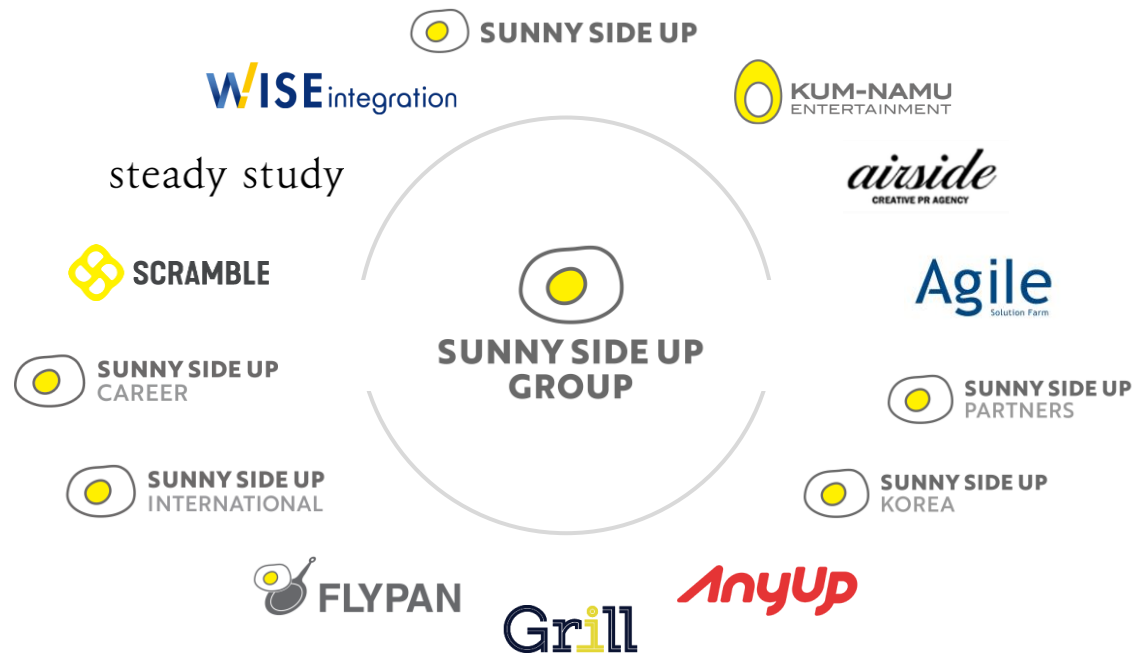 SUNNY SIDE UP
WISE integration
KUM-NAMU
ENTERTAINMENT
steady study
airside
CREATIVE PR AGENCY
SCRAMBLE
Agile
Solution Farm
SUNNY SIDE UP
GROUP
SUNNY SIDE UP
CAREER
SUNNY SIDE UP
PARTNERS
SUNNY SIDE UP
INTERNATIONAL
SUNNY SIDE UP
KOREA
FLYPAN
AnyUp
Grill